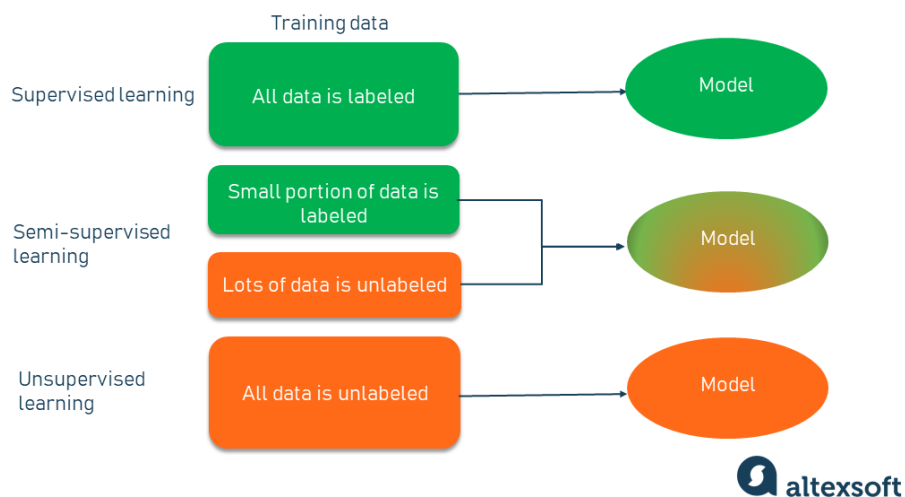 Training data
Supervised learning
All data is labeled
Model
Semi-supervised
learning
Small portion of data is
labeled
Lots of data is unlabeled
Model
Unsupervised
learning
All data is unlabeled
Model
altexsoft